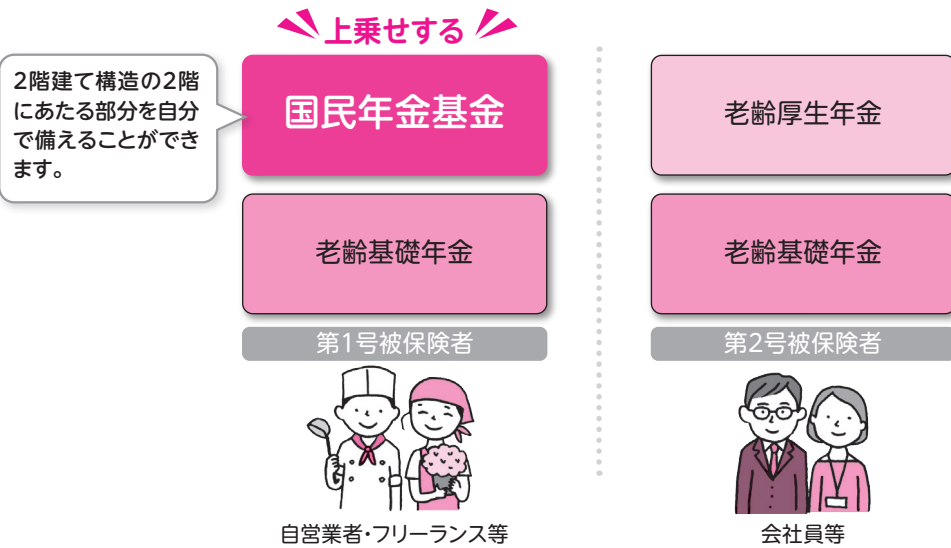 上乗せする
2階建て構造の2階
にあたる部分を自分
で備えることができ
ます。
国民年金基金
老齢基礎年金
第1号被保険者
自営業者・フリーランス等
老齢厚生年金
老齢基礎年金
第2号被保険者
会社員等